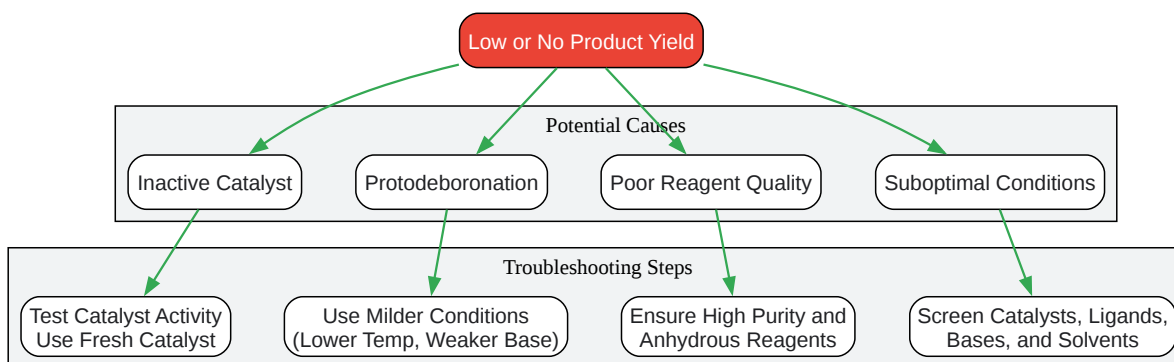 Low or No Product Yield
Potential Causes
Inactive Catalyst
Protodeboronation
Poor Reagent Quality
Suboptimal Conditions
Troubleshooting Steps
Test Catalyst Activity
Use Fresh Catalyst
Use Milder Conditions
(Lower Temp, Weaker Base)
Ensure High Purity and
Anhydrous Reagents
Screen Catalysts, Ligands,
Bases, and Solvents